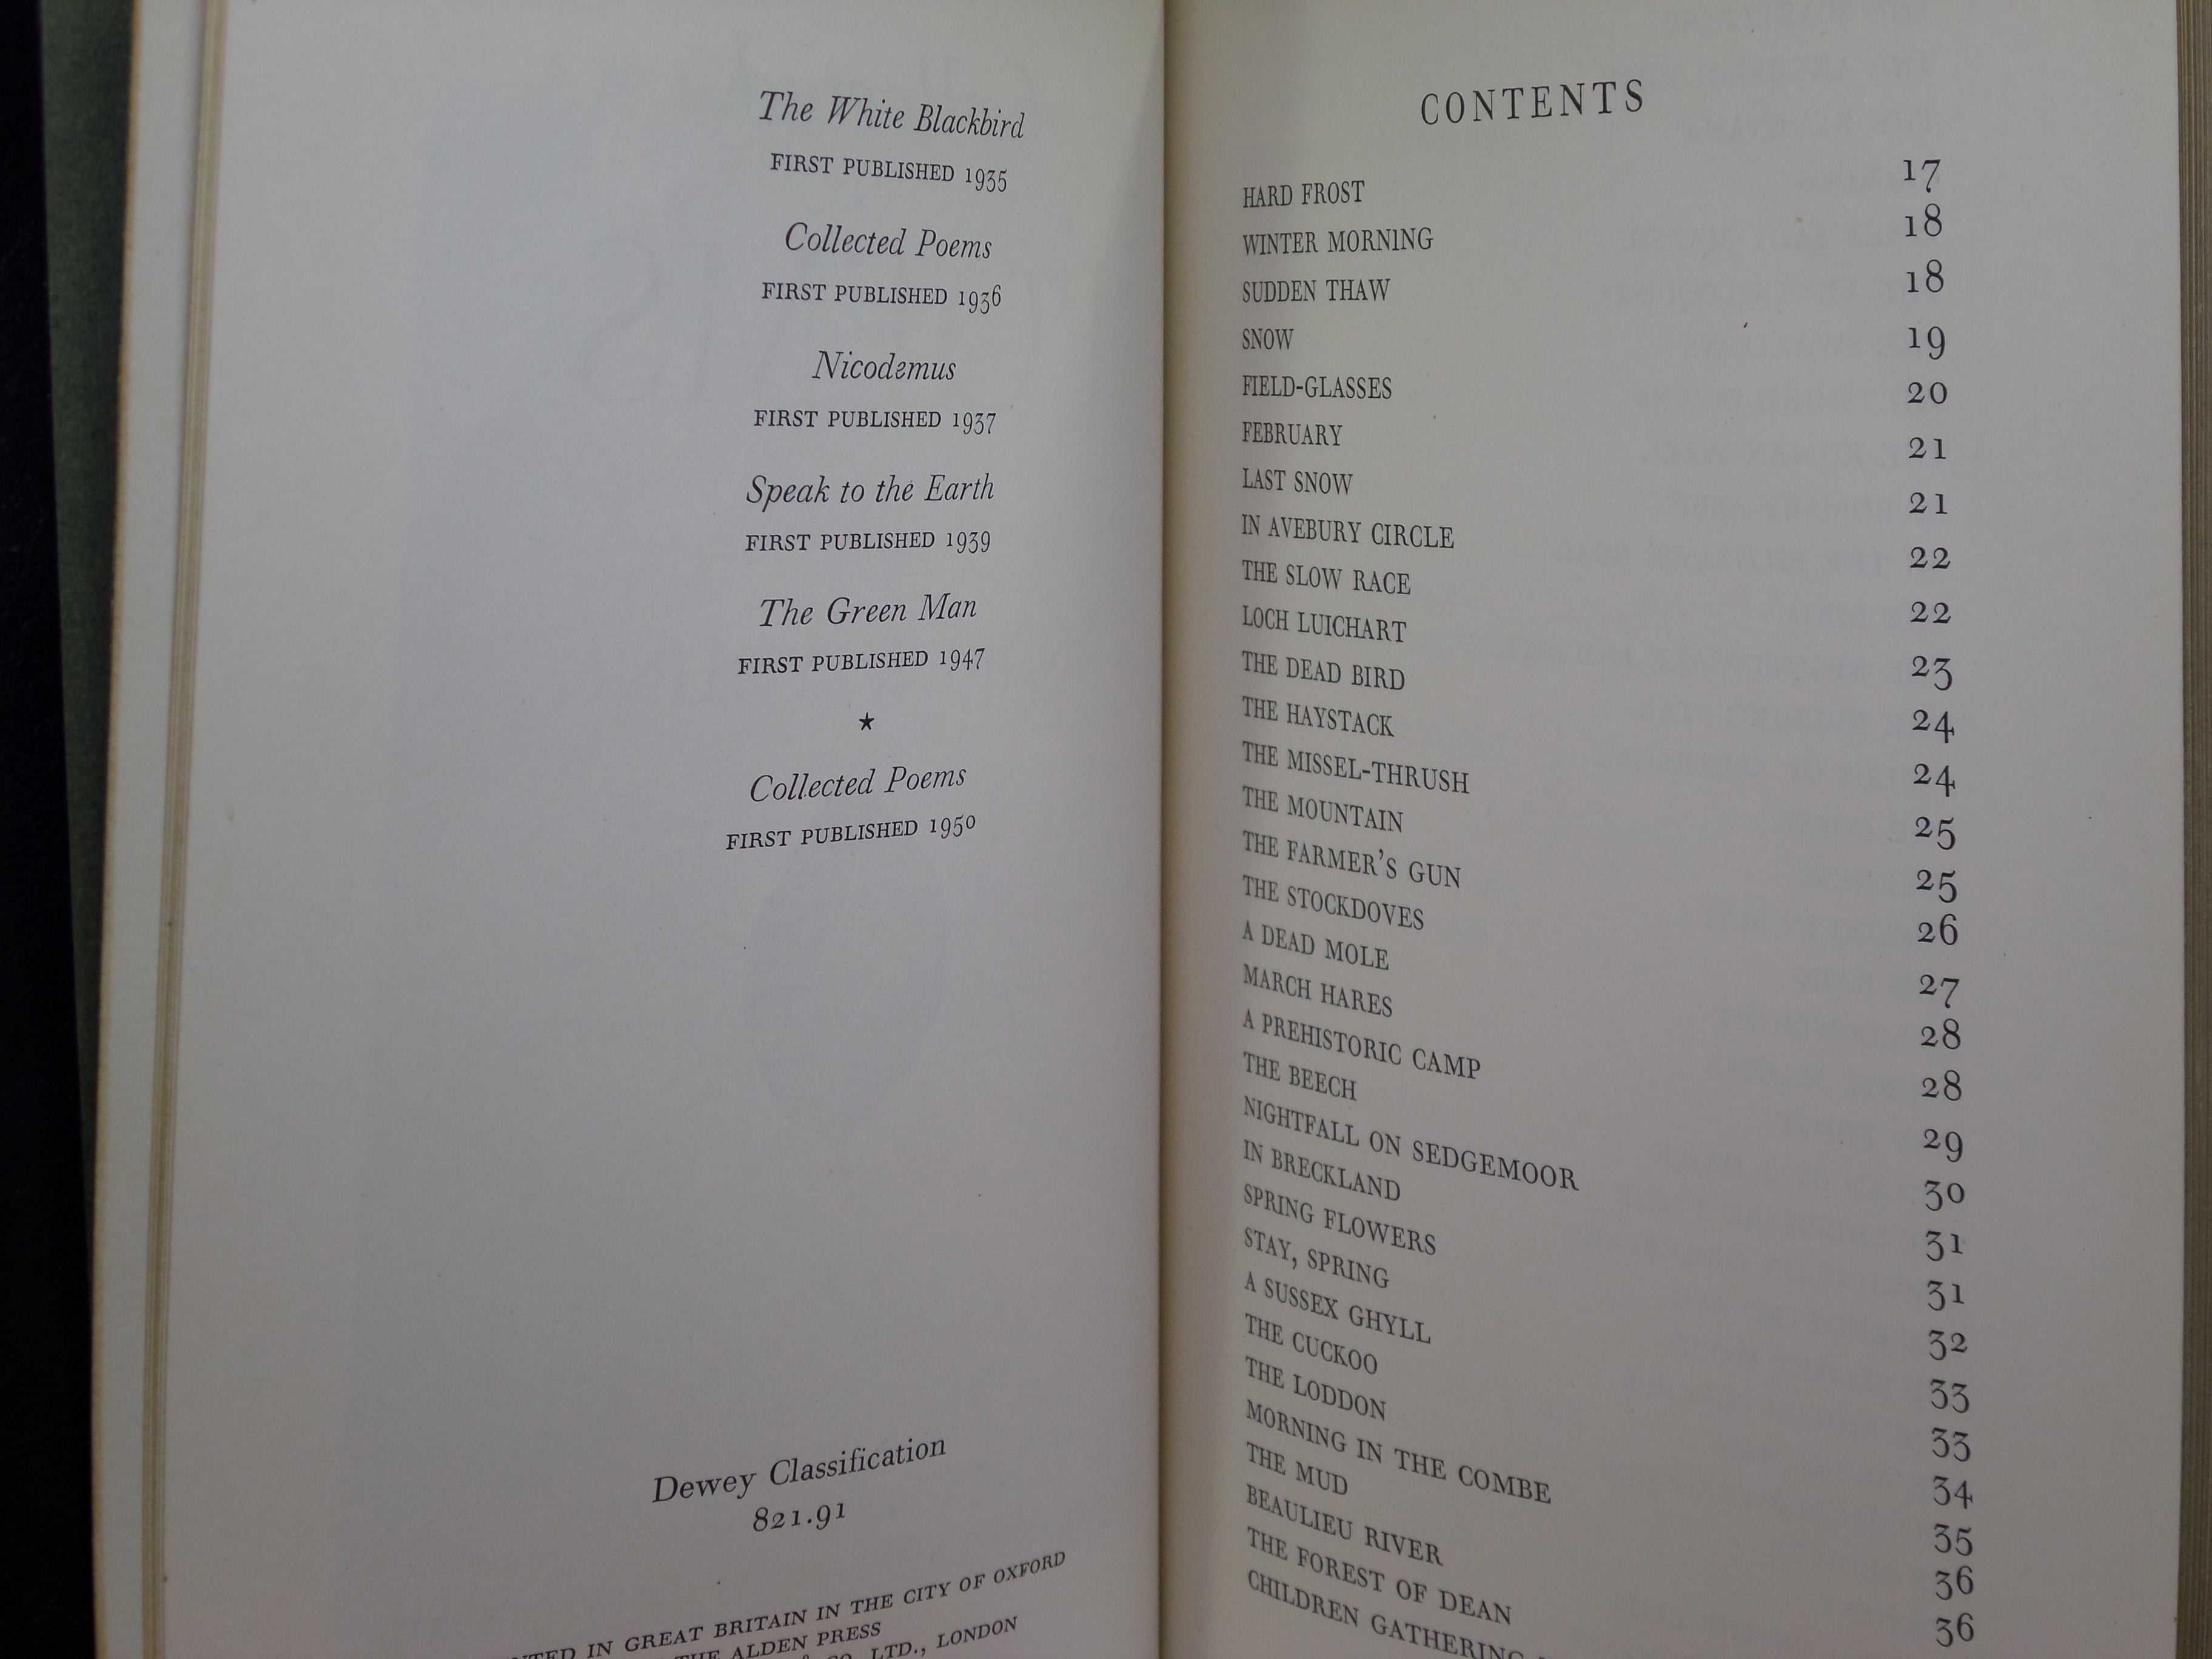 The White Blackbird
FIRST PUBLISHED 1935
Collected Poems
FIRST PUBLISHED 1936
Nicodemus
FIRST PUBLISHED 1937
Speak to the Earth
FIRST PUBLISHED 1939
The Green Man
FIRST PUBLISHED 1947
★
Collected Poems
FIRST PUBLISHED 1950
Dewey Classification
821.91
IN GREAT BRITAIN IN THE CITY OF OXFORD
ALDEN PRESS
LTD., LONDON
CONTENTS
HARD FROST 17
WINTER MORNING 18
SUDDEN THAW 18
SNOW 19
FIELD-GLASSES 20
FEBRUARY 21
LAST SNOW 21
IN AVEBURY CIRCLE 22
THE SLOW RACE 22
LOCH LUICHART 23
THE DEAD BIRD 24
THE HAYSTACK 24
THE MISSEL-THRUSH 25
THE MOUNTAIN 25
THE FARMER'S GUN 26
THE STOCKDOVES 27
A DEAD MOLE 28
MARCH HARES 28
A PREHISTORIC CAMP 29
THE BEECH 30
NIGHTFALL ON SEDGEMOOR 31
IN BRECKLAND 31
SPRING FLOWERS 32
STAY, SPRING 33
A SUSSEX GHYLL 33
THE CUCKOO 34
THE LODDON 35
MORNING IN THE COMBE 36
THE MUD 36
BEAULIEU RIVER
THE FOREST OF DEAN
CHILDREN GATHERING